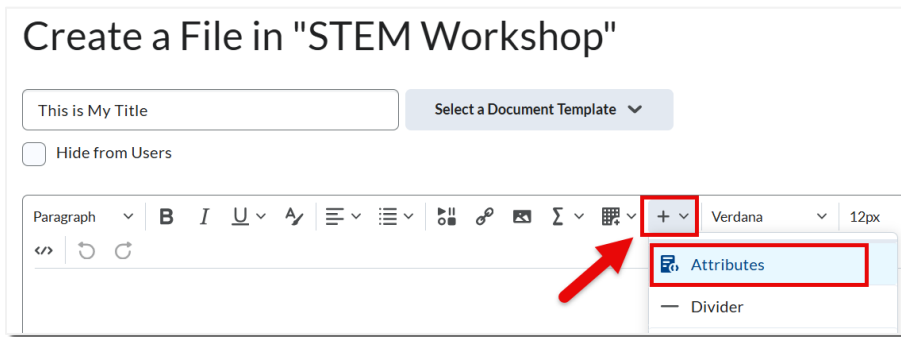 Create a File in "STEM Workshop"
This is My Title
Select a Document Template
Hide from Users
Paragraph B I U A Σ + Verdana 12px
</>
Attributes
Divider